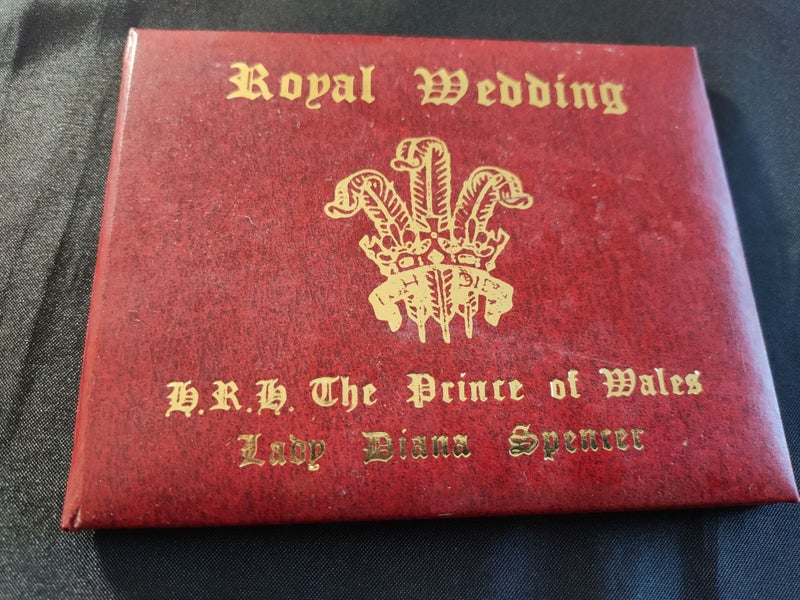 Royal Wedding
H.R.H. The Prince of Wales
Lady Diana Spencer